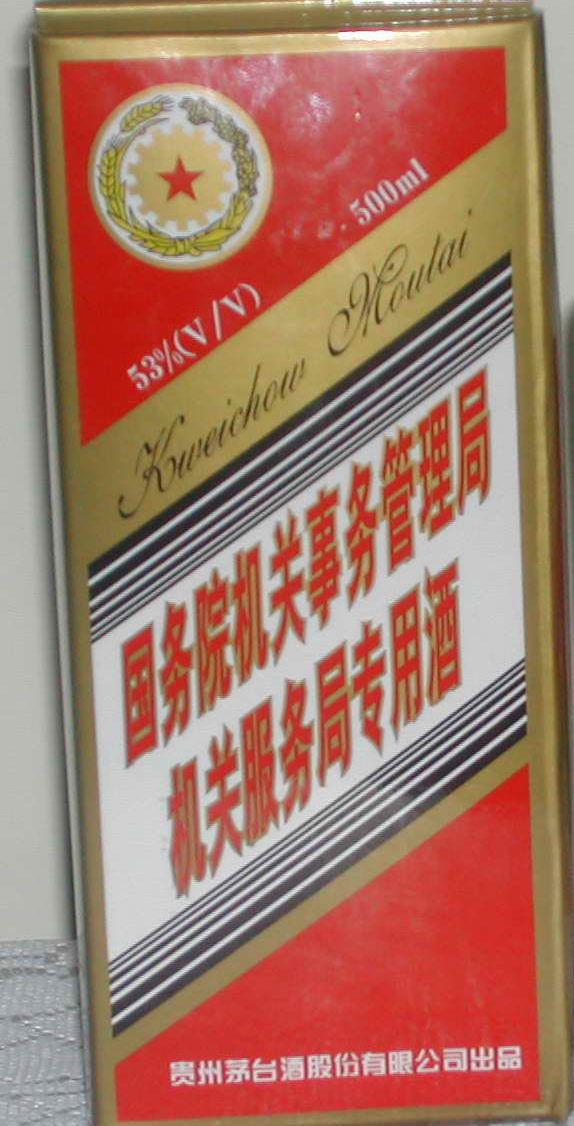 500ml
53%(V/V)
Kweichow Moutai
国务院机关事务管理局
机关服务局专用酒
贵州茅台酒股份有限公司出品